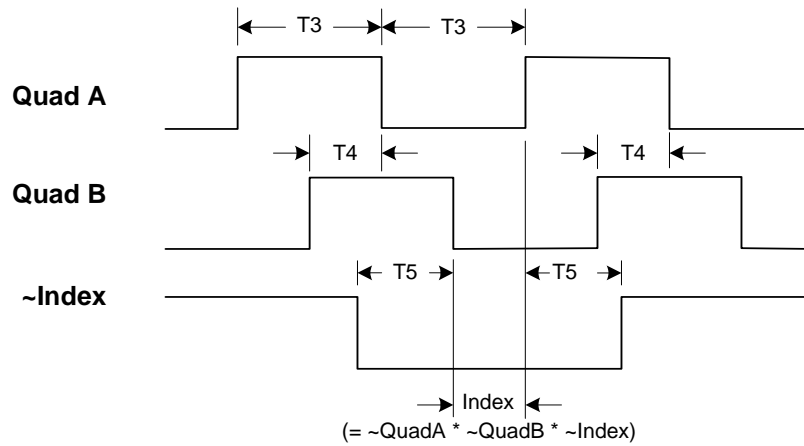 T3 T3
Quad A
T4 T4
Quad B
T5 T5
~Index
Index
(= ~QuadA * ~QuadB * ~Index)